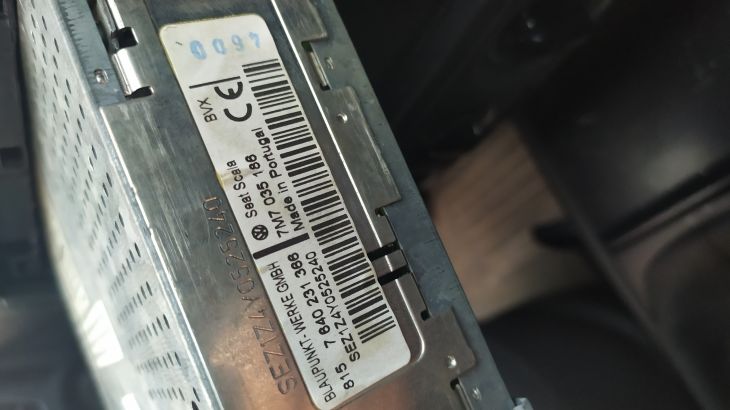 BLAUPUNKT - WERKE GMBH
Seat Scala
BVX
CE
815 7 640 231 366
7M7 035 186
SEZ1Z4Y0525240
Made in Portugal
SEZ1Z4Y0525240